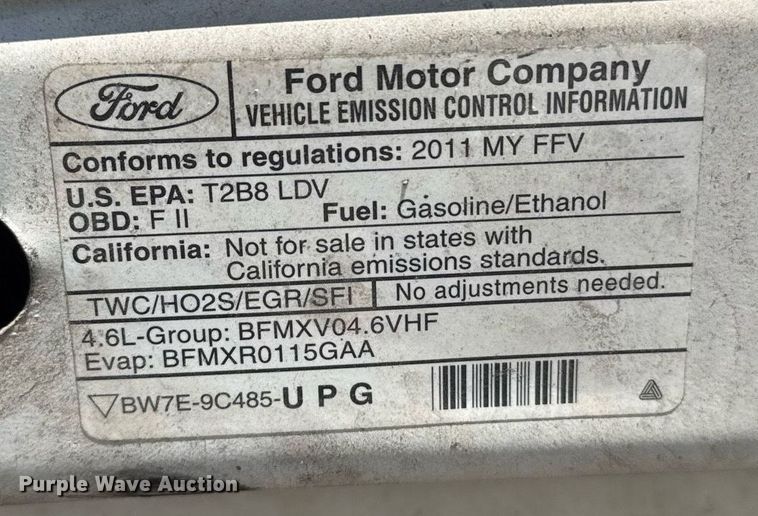 Ford
Ford Motor Company
VEHICLE EMISSION CONTROL INFORMATION
Conforms to regulations: 2011 MY FFV
U.S. EPA: T2B8 LDV
OBD: F II Fuel: Gasoline/Ethanol
California: Not for sale in states with
California emissions standards.
TWC/HO2S/EGR/SFI No adjustments needed.
4.6L-Group: BFMXV04.6VHF
Evap: BFMXR0115GAA
BW7E-9C485-U P G
Purple Wave Auction